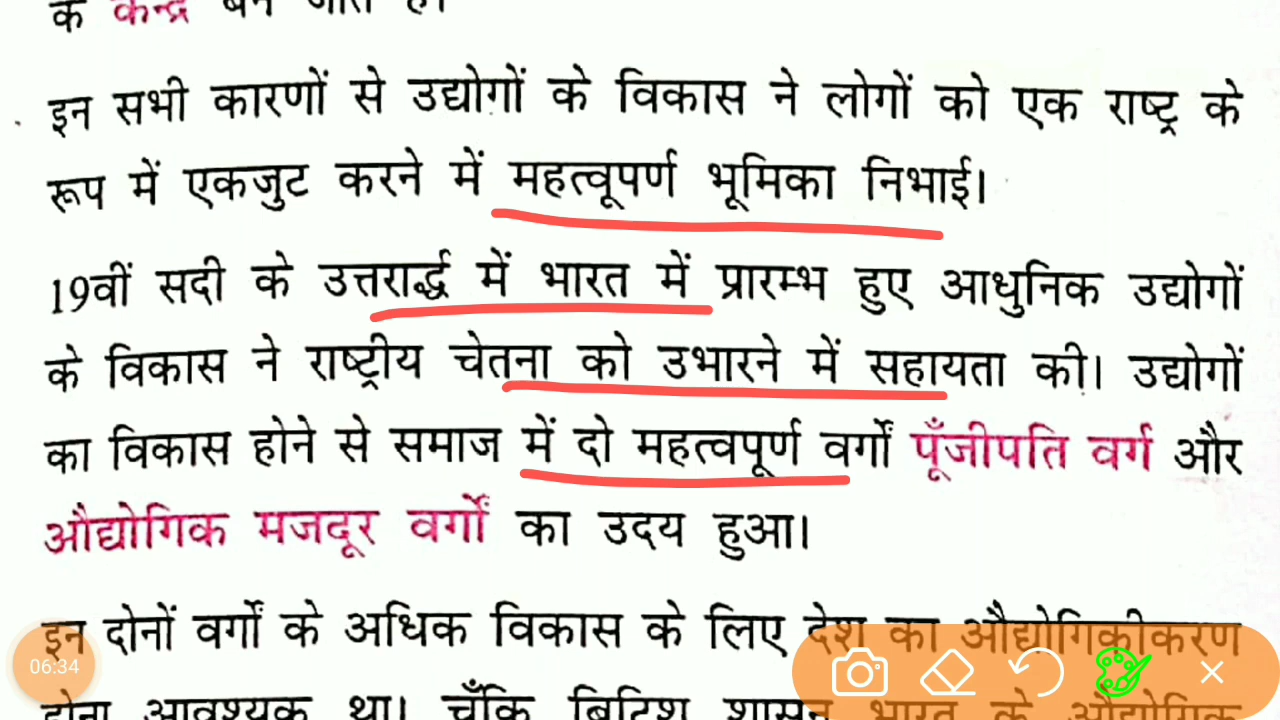 के केन्द्र बन जाते हैं।
इन सभी कारणों से उद्योगों के विकास ने लोगों को एक राष्ट्र के
रूप में एकजुट करने में महत्वूपर्ण भूमिका निभाई।
19वीं सदी के उत्तरार्द्ध में भारत में प्रारम्भ हुए आधुनिक उद्योगों
के विकास ने राष्ट्रीय चेतना को उभारने में सहायता की। उद्योगों
का विकास होने से समाज में दो महत्वपूर्ण वर्गों पूँजीपति वर्ग और
औद्योगिक मजदूर वर्गों का उदय हुआ।
इन दोनों वर्गों के अधिक विकास के लिए देश का औद्योगिकीकरण
होना आवश्यक था। चूँकि ब्रिटिश शासन भारत के औद्योगिक
06:34